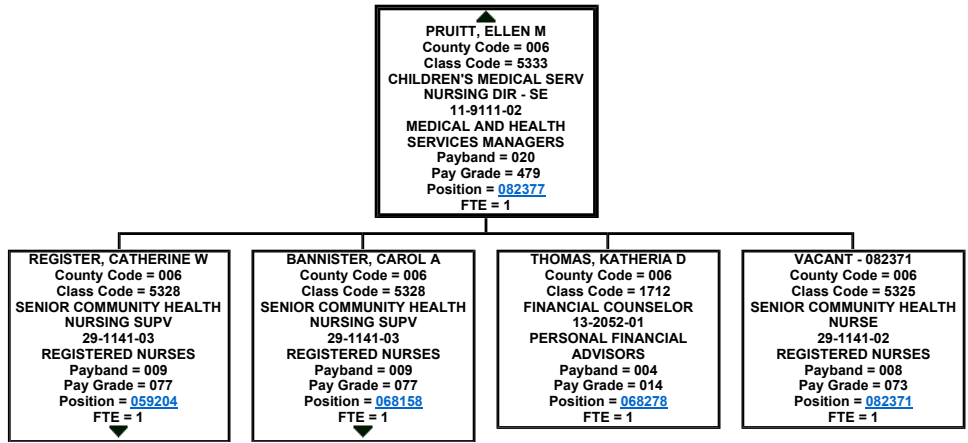 PRUITT, ELLEN M
County Code = 006
Class Code = 5333
CHILDREN'S MEDICAL SERV
NURSING DIR - SE
11-9111-02
MEDICAL AND HEALTH
SERVICES MANAGERS
Payband = 020
Pay Grade = 479
Position = 082377
FTE = 1
REGISTER, CATHERINE W
County Code = 006
Class Code = 5328
SENIOR COMMUNITY HEALTH
NURSING SUPV
29-1141-03
REGISTERED NURSES
Payband = 009
Pay Grade = 077
Position = 059204
FTE = 1
BANNISTER, CAROL A
County Code = 006
Class Code = 5328
SENIOR COMMUNITY HEALTH
NURSING SUPV
29-1141-03
REGISTERED NURSES
Payband = 009
Pay Grade = 077
Position = 068158
FTE = 1
THOMAS, KATHERIA D
County Code = 006
Class Code = 1712
FINANCIAL COUNSELOR
13-2052-01
PERSONAL FINANCIAL
ADVISORS
Payband = 004
Pay Grade = 014
Position = 068278
FTE = 1
VACANT - 082371
County Code = 006
Class Code = 5325
SENIOR COMMUNITY HEALTH
NURSE
29-1141-02
REGISTERED NURSES
Payband = 008
Pay Grade = 073
Position = 082371
FTE = 1